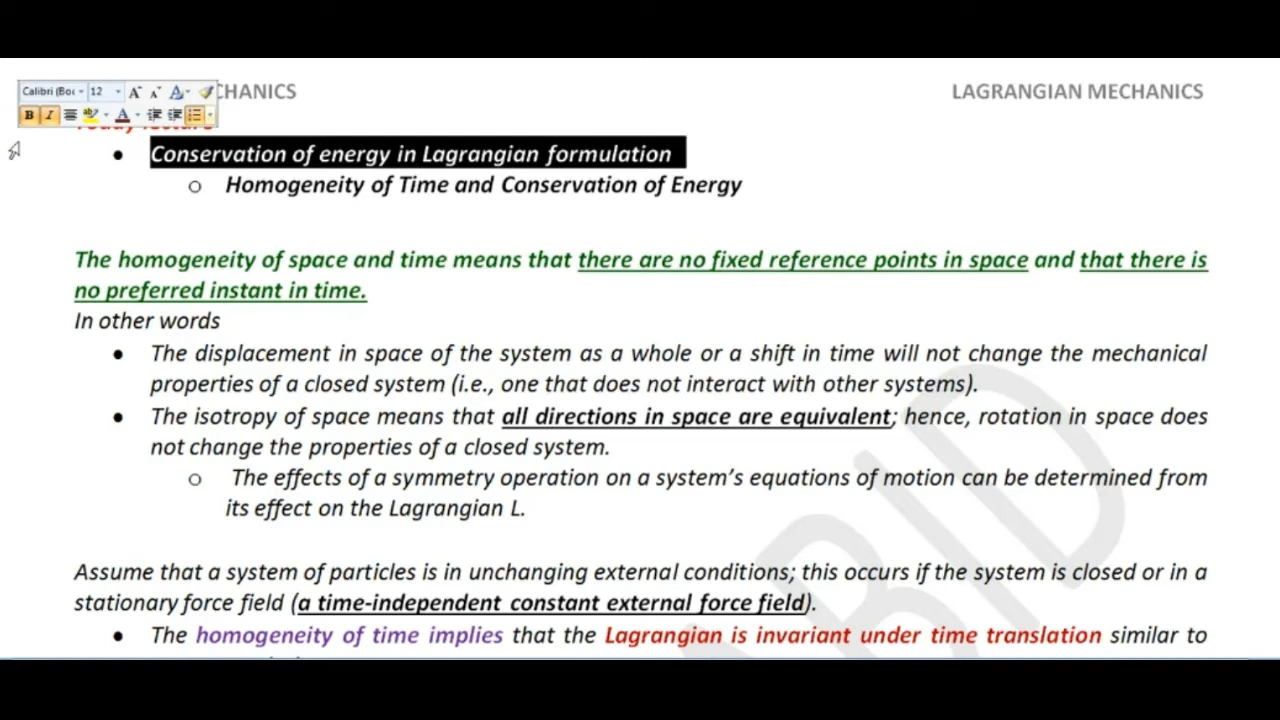 Calibri (Boc 12
CHANICS LAGRANGIAN MECHANICS
Conservation of energy in Lagrangian formulation
Homogeneity of Time and Conservation of Energy
The homogeneity of space and time means that there are no fixed reference points in space and that there is
no preferred instant in time.
In other words
The displacement in space of the system as a whole or a shift in time will not change the mechanical
properties of a closed system (i.e., one that does not interact with other systems).
The isotropy of space means that all directions in space are equivalent; hence, rotation in space does
not change the properties of a closed system.
The effects of a symmetry operation on a system's equations of motion can be determined from
its effect on the Lagrangian L.
Assume that a system of particles is in unchanging external conditions; this occurs if the system is closed or in a
stationary force field (a time-independent constant external force field).
The homogeneity of time implies that the Lagrangian is invariant under time translation similar to